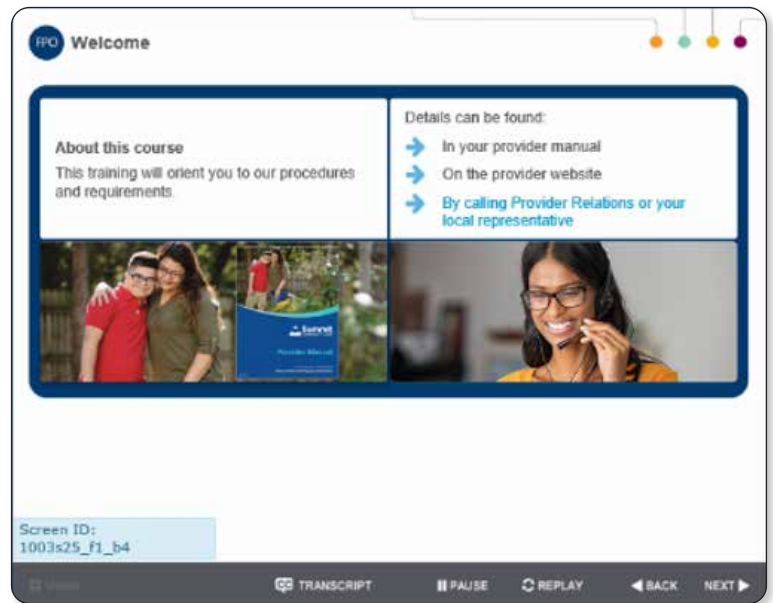 FPO Welcome
About this course
This training will orient you to our procedures
and requirements.
Details can be found:
In your provider manual
On the provider website
By calling Provider Relations or your
local representative
Provider Manual
Screen ID:
1003s25_f1_b4
CC TRANSCRIPT
PAUSE
REPLAY
BACK
NEXT